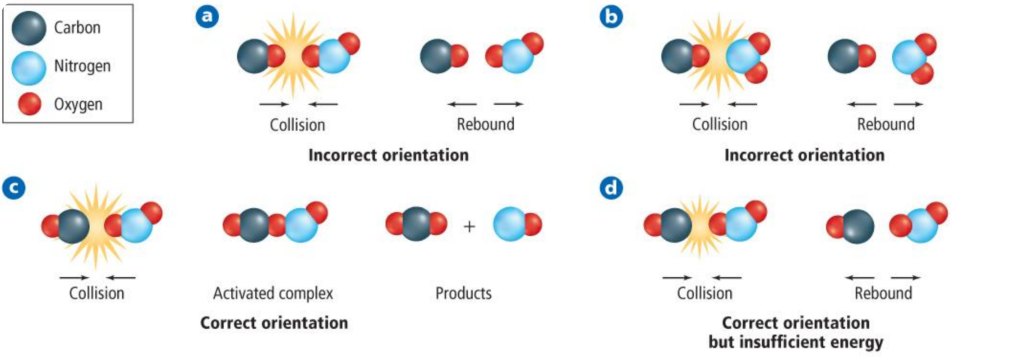 Carbon
Nitrogen
Oxygen
a
Collision
Rebound
Incorrect orientation
b
Collision
Rebound
Incorrect orientation
c
+
Collision
Activated complex
Products
Correct orientation
d
Collision
Rebound
Correct orientation
but insufficient energy